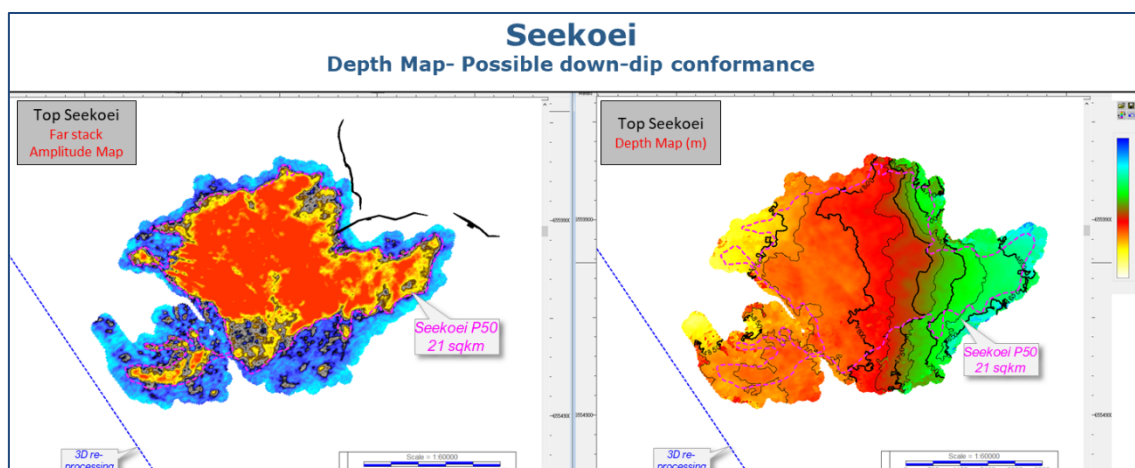 Seekoei
Depth Map- Possible down-dip conformance
Top Seekoei
Far stack
Amplitude Map
Seekoei P50
21 sqkm
3D re-
processing
Scale = 1:60000
Top Seekoei
Depth Map (m)
Seekoei P50
21 sqkm
3D re-
processing
Scale = 1:60000